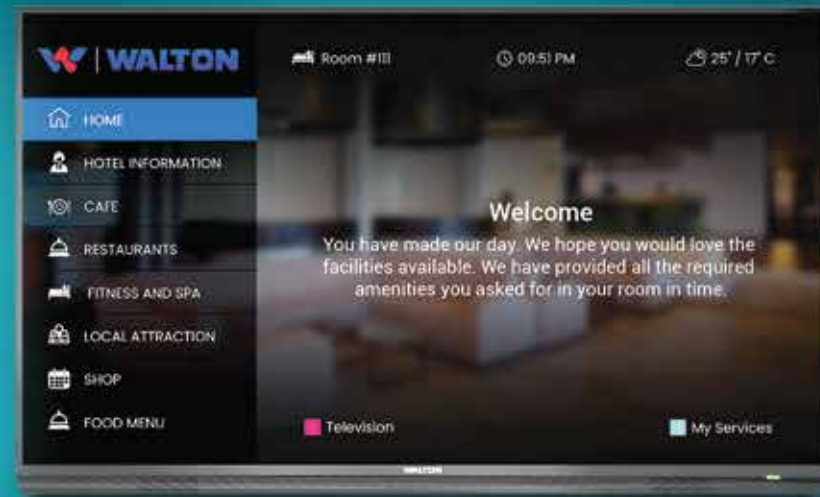 WALTON
Room #111
09:51 PM
25° / 17° C
HOME
HOTEL INFORMATION
CAFE
RESTAURANTS
FITNESS AND SPA
LOCAL ATTRACTION
SHOP
FOOD MENU
Welcome
You have made our day. We hope you would love the
facilities available. We have provided all the required
amenities you asked for in your room in time.
Television
My Services
WALTON